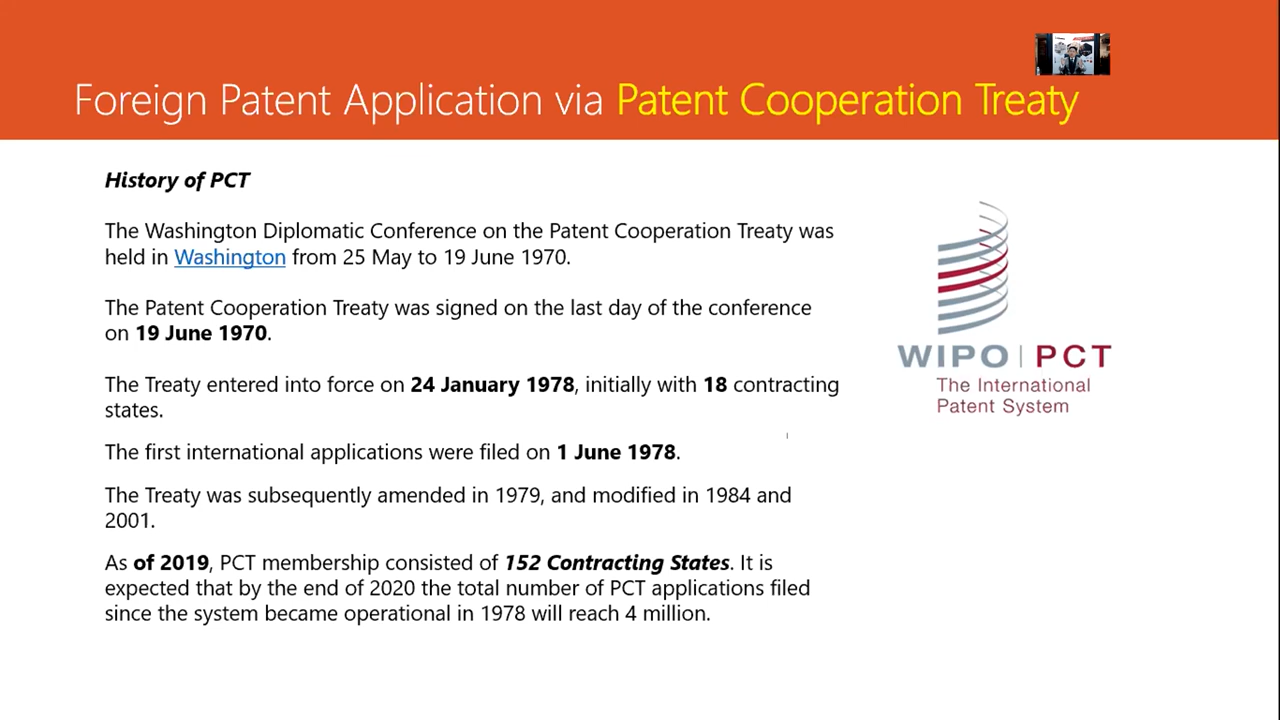 Foreign Patent Application via Patent Cooperation Treaty
History of PCT
The Washington Diplomatic Conference on the Patent Cooperation Treaty was
held in Washington from 25 May to 19 June 1970.
The Patent Cooperation Treaty was signed on the last day of the conference
on 19 June 1970.
The Treaty entered into force on 24 January 1978, initially with 18 contracting
states.
The first international applications were filed on 1 June 1978.
The Treaty was subsequently amended in 1979, and modified in 1984 and
2001.
As of 2019, PCT membership consisted of 152 Contracting States. It is
expected that by the end of 2020 the total number of PCT applications filed
since the system became operational in 1978 will reach 4 million.
WIPO | PCT
The International
Patent System